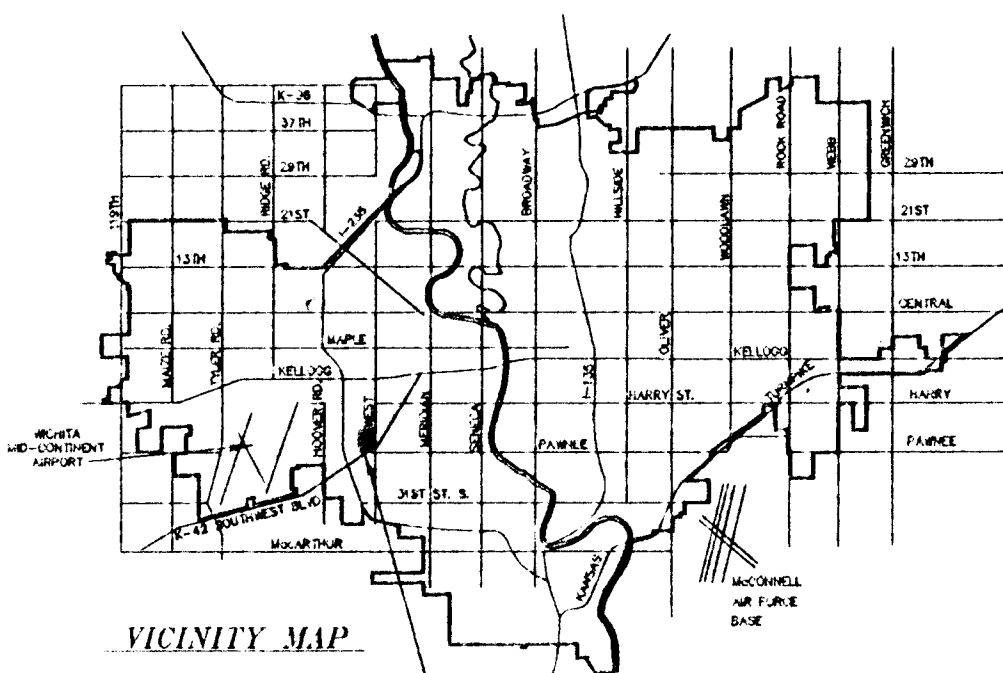 K-96
37TH
29TH
RIDGE RD
119TH
21ST
I-235
13TH
MAIZE RD.
TYLER RD.
MAPLE
KELLOGG
HOOVER RD.
WEST
MERIDIAN
SENECA
BROADWAY
HILLSIDE
I-135
OLIVER
WOODLAWN
ROCK ROAD
WEBB
GREENWICH
29TH
21ST
13TH
CENTRAL
KELLOGG
TURNPIKE
HARRY ST.
HARRY
PAWNEE
PAWNEE
WICHITA
MID-CONTINENT
AIRPORT
31ST ST. S.
K-42 SOUTHWEST BLVD
McARTHUR
KANSAS
McCONNELL
AIR FORCE
BASE
VICINITY MAP